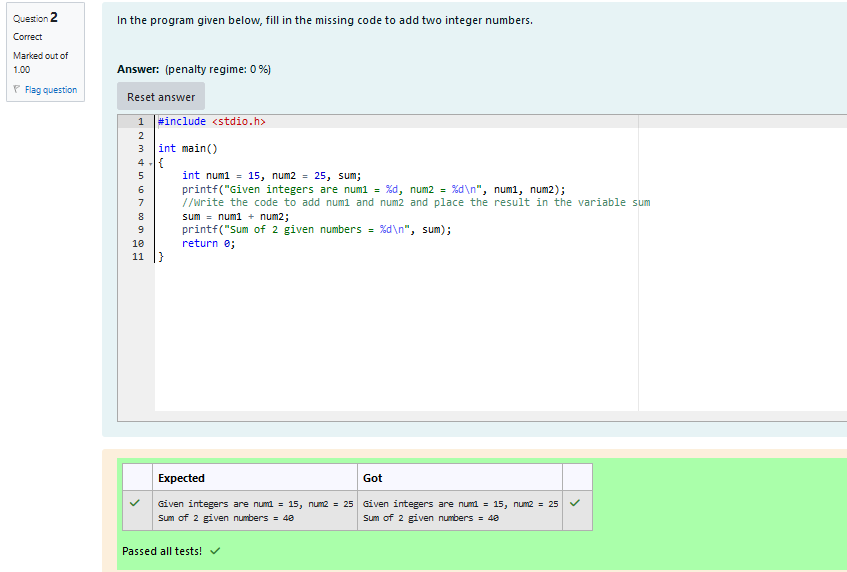 Question 2
Correct
Marked out of
1.00
Flag question
In the program given below, fill in the missing code to add two integer numbers.
Answer: (penalty regime: 0 %)
Reset answer
1 #include <stdio.h>
2
3 int main()
4 {
5 int num1 = 15, num2 = 25, sum;
6 printf("Given integers are num1 = %d, num2 = %d\n", num1, num2);
7 //Write the code to add num1 and num2 and place the result in the variable sum
8 sum = num1 + num2;
9 printf("Sum of 2 given numbers = %d\n", sum);
10 return 0;
11 }
Expected Got
Given integers are num1 = 15, num2 = 25 Given integers are num1 = 15, num2 = 25
Sum of 2 given numbers = 40 Sum of 2 given numbers = 40
Passed all tests!